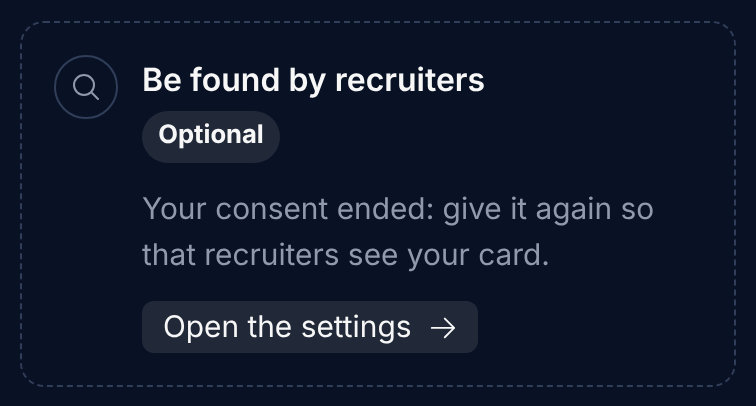 Be found by recruiters
Optional
Your consent ended: give it again so
that recruiters see your card.
Open the settings →